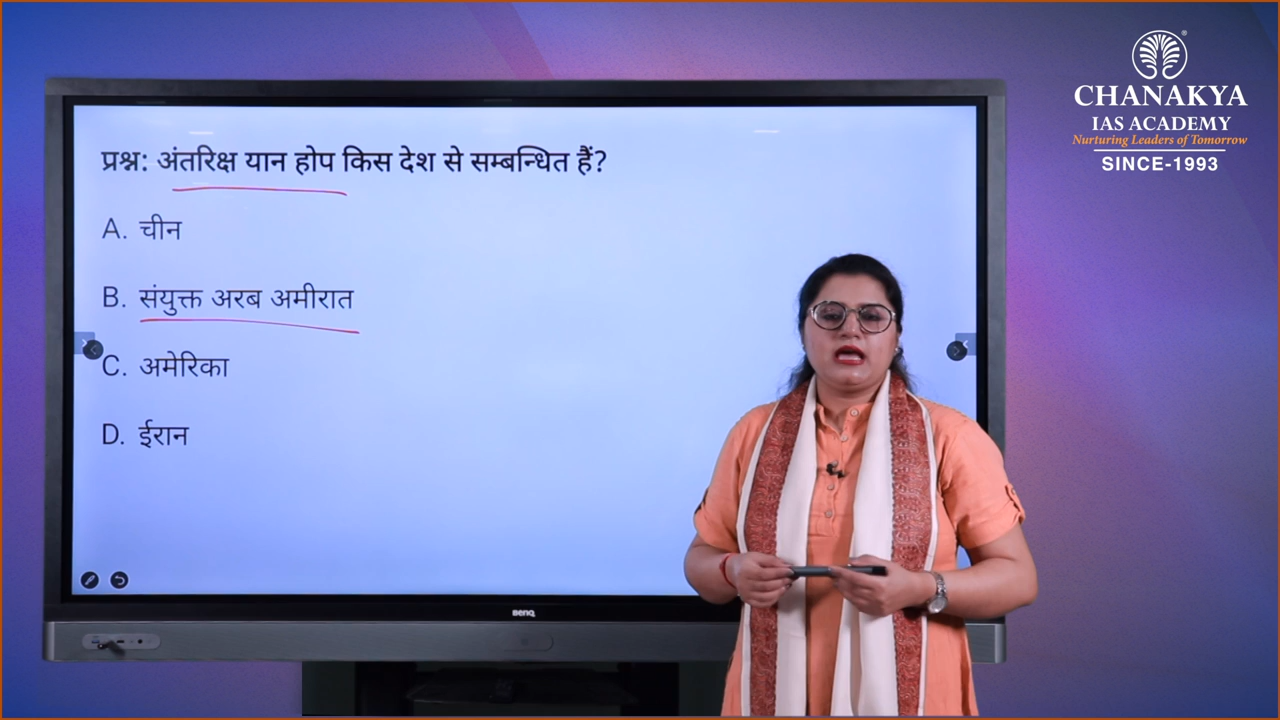 CHANAKYA
IAS ACADEMY
Nurturing Leaders of Tomorrow
SINCE-1993
प्रश्न: अंतरिक्ष यान होप किस देश से सम्बन्धित हैं?
A. चीन
B. संयुक्त अरब अमीरात
C. अमेरिका
D. ईरान
BenQ